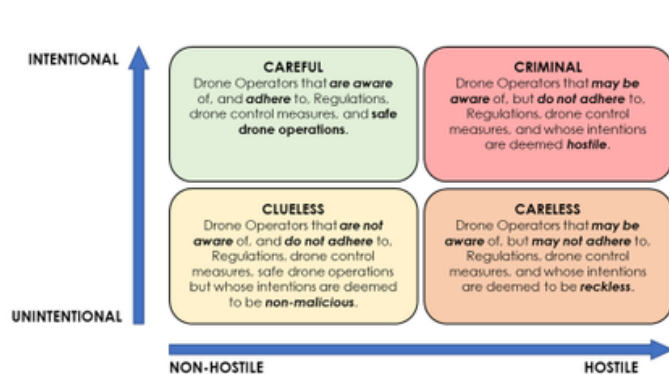 INTENTIONAL
CAREFUL
Drone Operators that are aware
of, and adhere to, Regulations,
drone control measures, and safe
drone operations.
CRIMINAL
Drone Operators that may be
aware of, but do not adhere to,
Regulations, drone control
measures, and whose intentions
are deemed hostile.
CLUELESS
Drone Operators that are not
aware of, and do not adhere to,
Regulations, drone control
measures, safe drone operations
but whose intentions are deemed
to be non-malicious.
CARELESS
Drone Operators that may be
aware of, but may not adhere to,
Regulations, drone control
measures, and whose intentions
are deemed to be reckless.
UNINTENTIONAL
NON-HOSTILE
HOSTILE